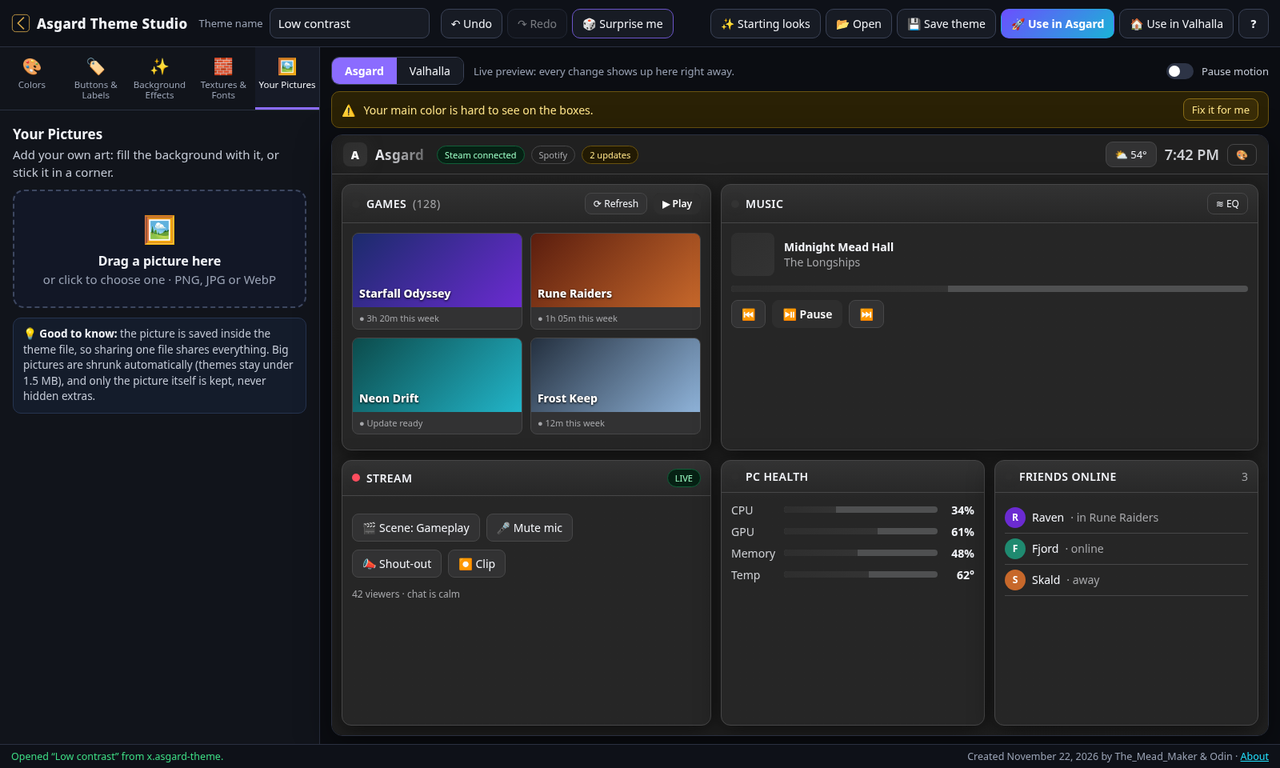 Asgard Theme Studio
Theme name
Low contrast
↶ Undo
↷ Redo
🎲 Surprise me
✨ Starting looks
📂 Open
💾 Save theme
🚀 Use in Asgard
🏠 Use in Valhalla
?
Colors
Buttons &
Labels
Background
Effects
Textures &
Fonts
Your Pictures
Your Pictures
Add your own art: fill the background with it, or
stick it in a corner.
Drag a picture here
or click to choose one · PNG, JPG or WebP
💡 Good to know: the picture is saved inside the
theme file, so sharing one file shares everything. Big
pictures are shrunk automatically (themes stay under
1.5 MB), and only the picture itself is kept, never
hidden extras.
Asgard
Valhalla
Live preview: every change shows up here right away.
Pause motion
⚠️ Your main color is hard to see on the boxes.
Fix it for me
A
Asgard
Steam connected
Spotify
2 updates
⛅ 54°
7:42 PM
GAMES (128)
⟳ Refresh
▶ Play
Starfall Odyssey
● 3h 20m this week
Rune Raiders
● 1h 05m this week
Neon Drift
● Update ready
Frost Keep
● 12m this week
MUSIC
≋ EQ
Midnight Mead Hall
The Longships
⏮ ⏯ Pause ⏭
STREAM
LIVE
🎬 Scene: Gameplay
🎤 Mute mic
📣 Shout-out
⏺ Clip
42 viewers · chat is calm
PC HEALTH
CPU 34%
GPU 61%
Memory 48%
Temp 62°
FRIENDS ONLINE 3
R Raven · in Rune Raiders
F Fjord · online
S Skald · away
Opened “Low contrast” from x.asgard-theme.
Created November 22, 2026 by The_Mead_Maker & Odin · About